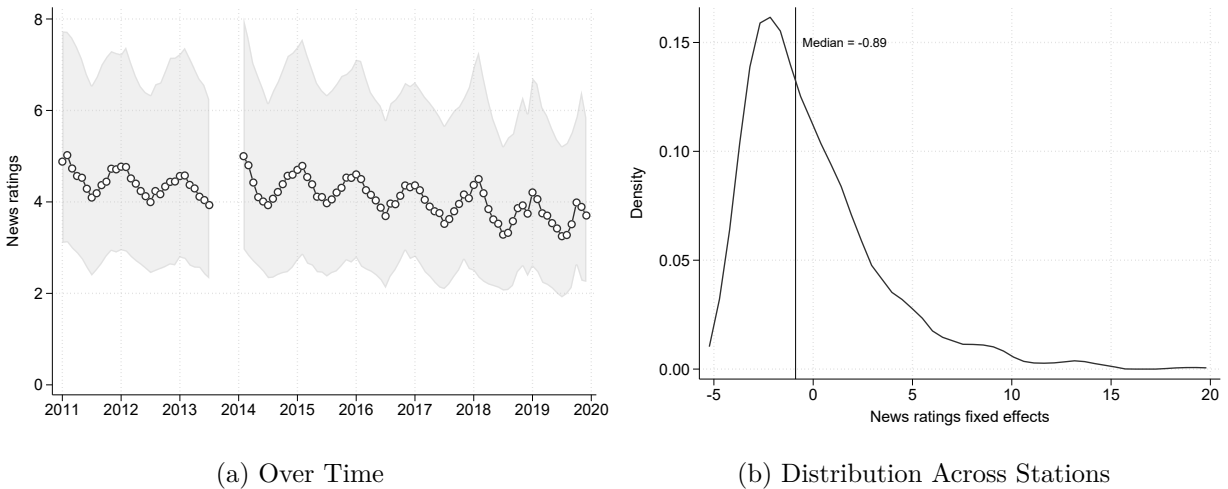 News ratings
8
6
4
2
0
2011 2012 2013 2014 2015 2016 2017 2018 2019 2020
(a) Over Time
Density
0.15
0.10
0.05
0.00
Median = -0.89
-5 0 5 10 15 20
News ratings fixed effects
(b) Distribution Across Stations